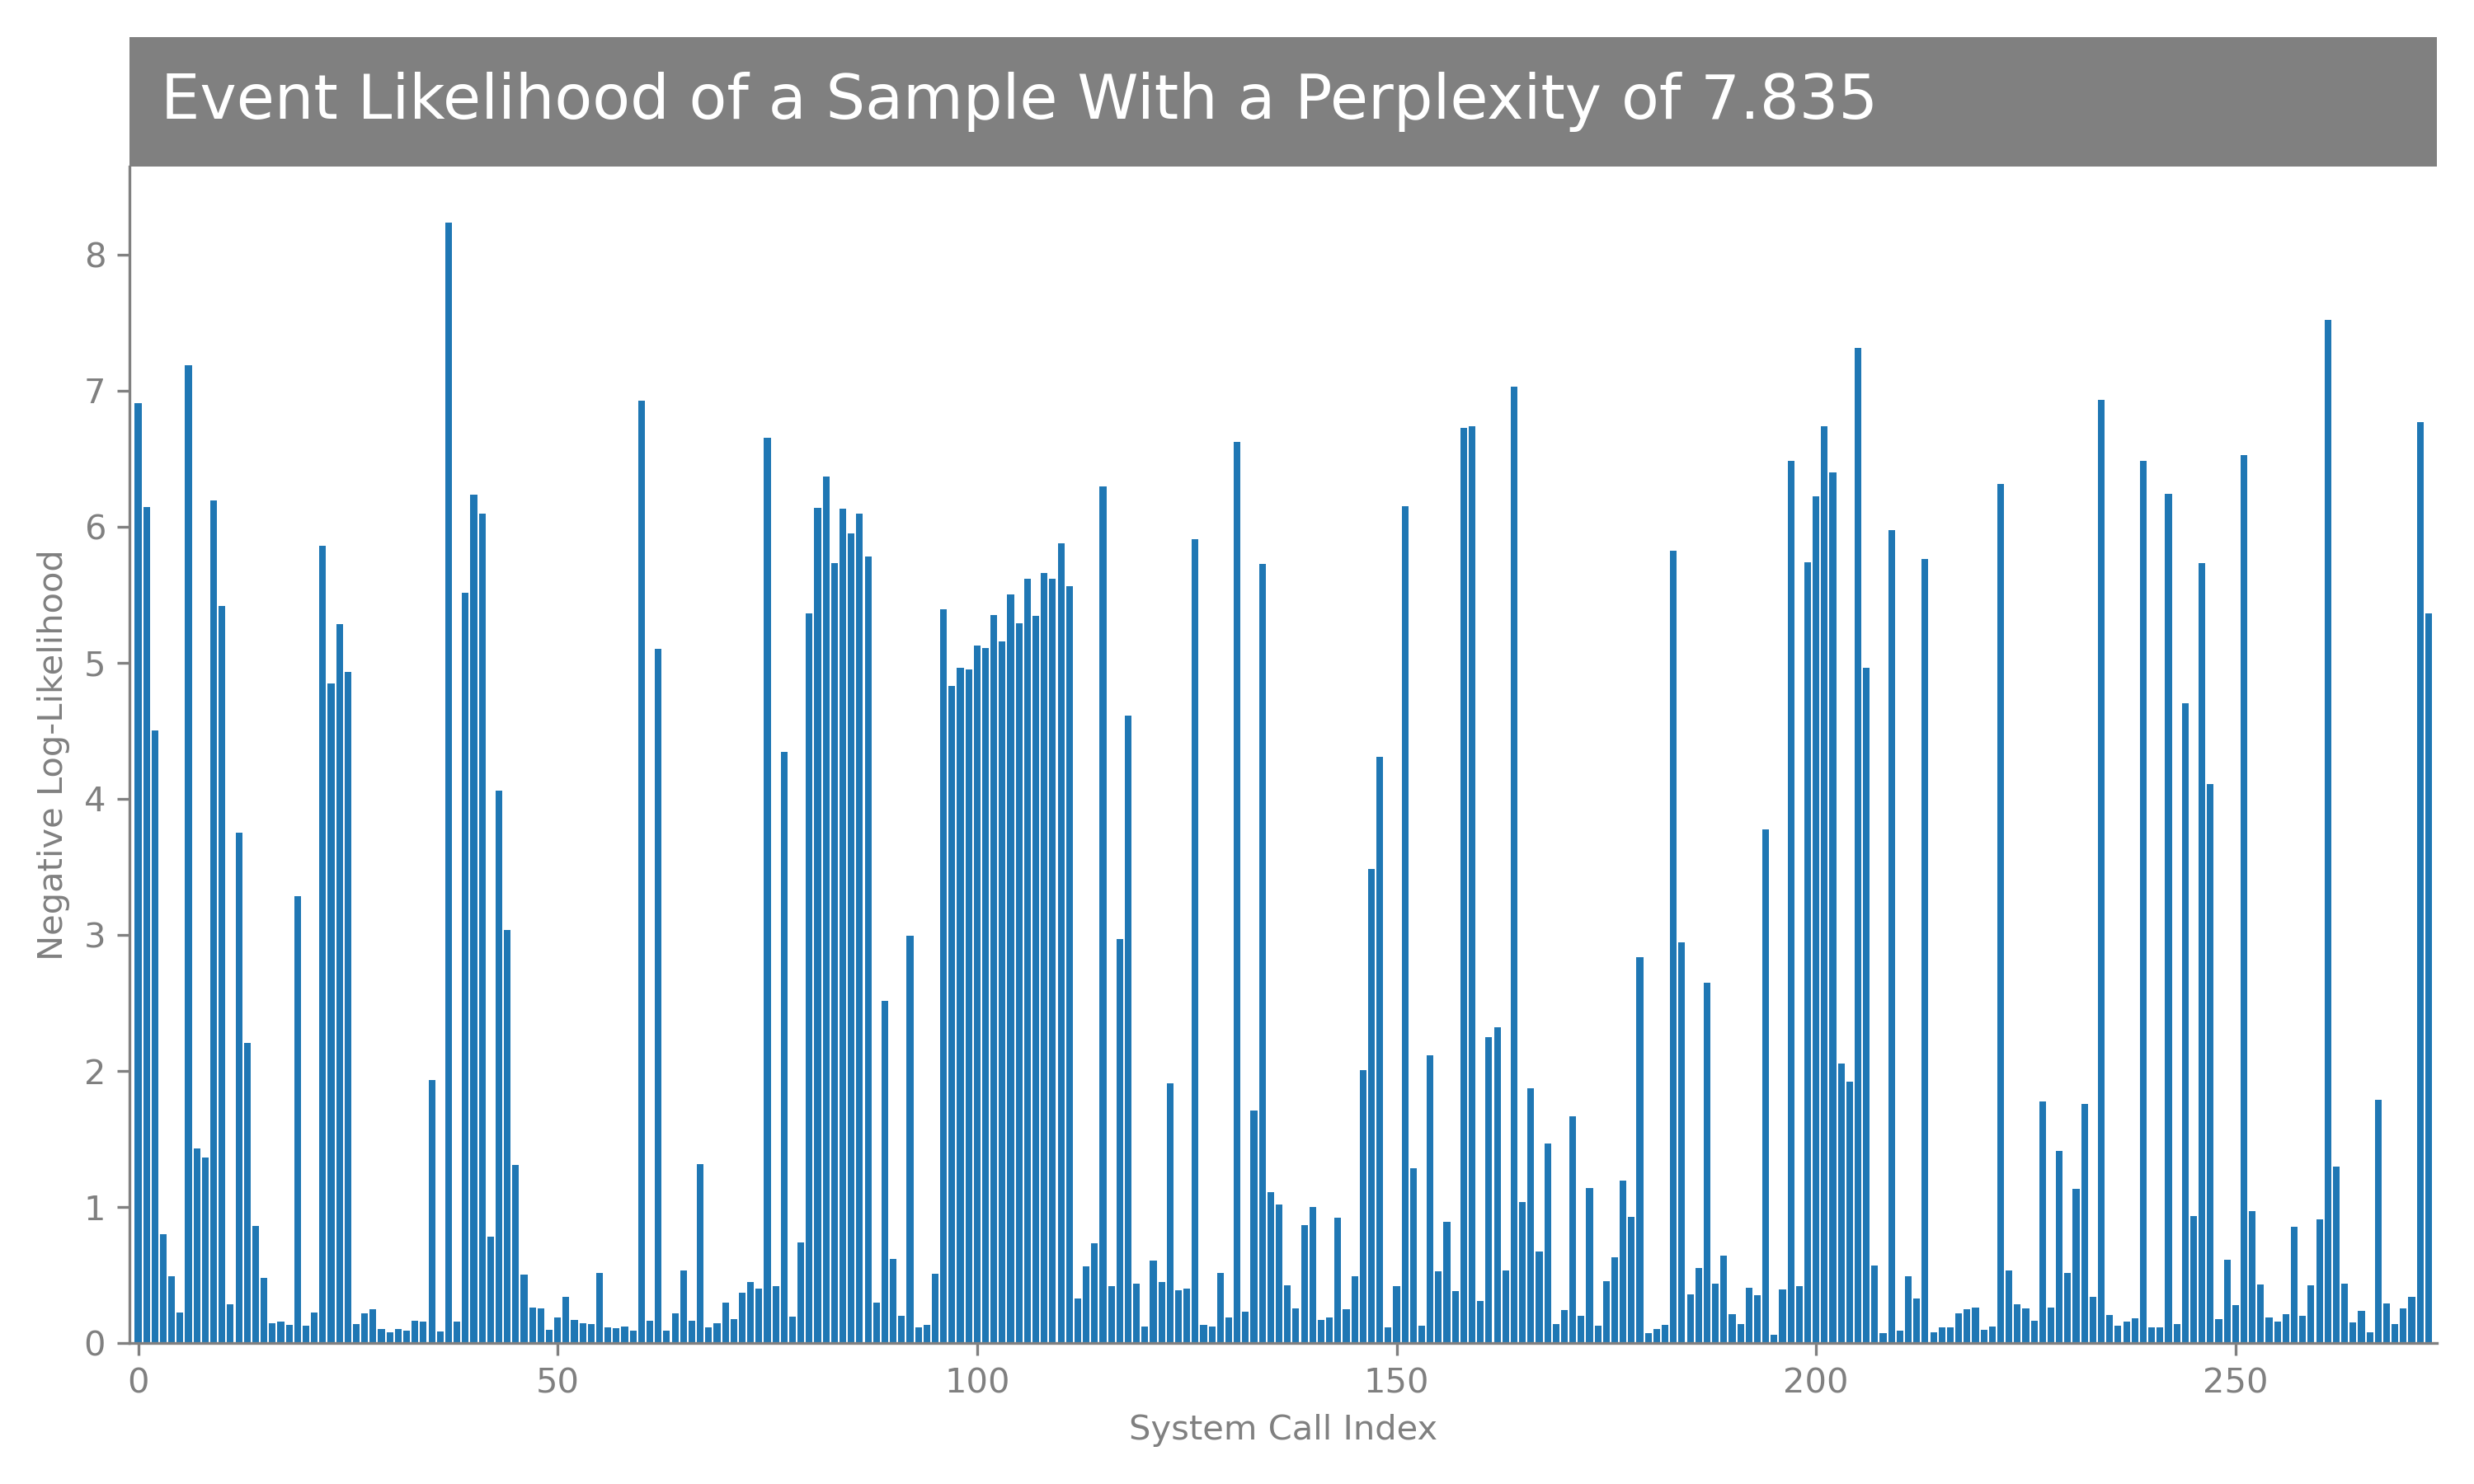 Event Likelihood of a Sample With a Perplexity of 7.835
8
7
6
5
4
3
2
1
0
Negative Log-Likelihood
0 50 100 150 200 250
System Call Index